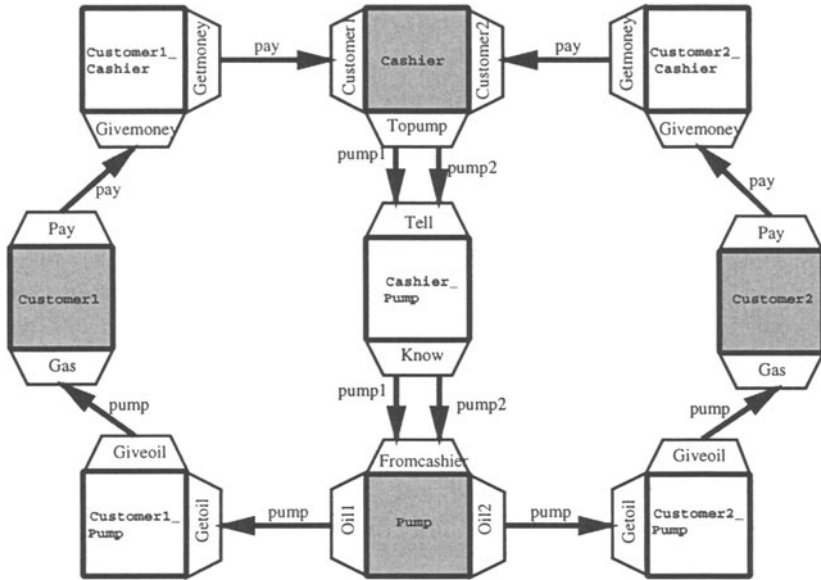 Customer1_
Cashier
Getmoney
Givemoney
pay
Customer1
Cashier
Customer2
Topump
pay
Getmoney
Customer2_
Cashier
Givemoney
pump1
pump2
pay
pay
Pay
Customer1
Gas
Tell
Cashier_
Pump
Know
Pay
Customer2
Gas
pump1
pump2
pump
pump
Giveoil
Customer1_
Pump
Getoil
pump
Fromcashier
Oil1
Pump
Oil2
pump
Giveoil
Getoil
Customer2_
Pump